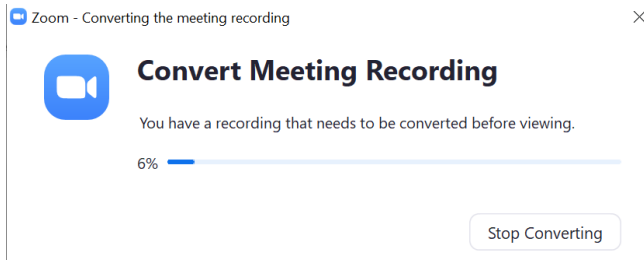 Zoom - Converting the meeting recording
Convert Meeting Recording
You have a recording that needs to be converted before viewing.
6%
Stop Converting